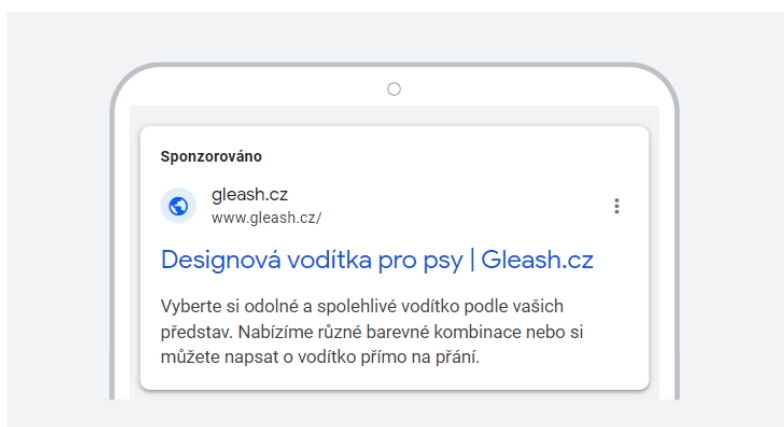 Sponzorováno
gleash.cz
www.gleash.cz/
Designová vodítka pro psy | Gleash.cz
Vyberte si odolné a spolehlivé vodítko podle vašich
představ. Nabízíme různé barevné kombinace nebo si
můžete napsat o vodítko přímo na přání.